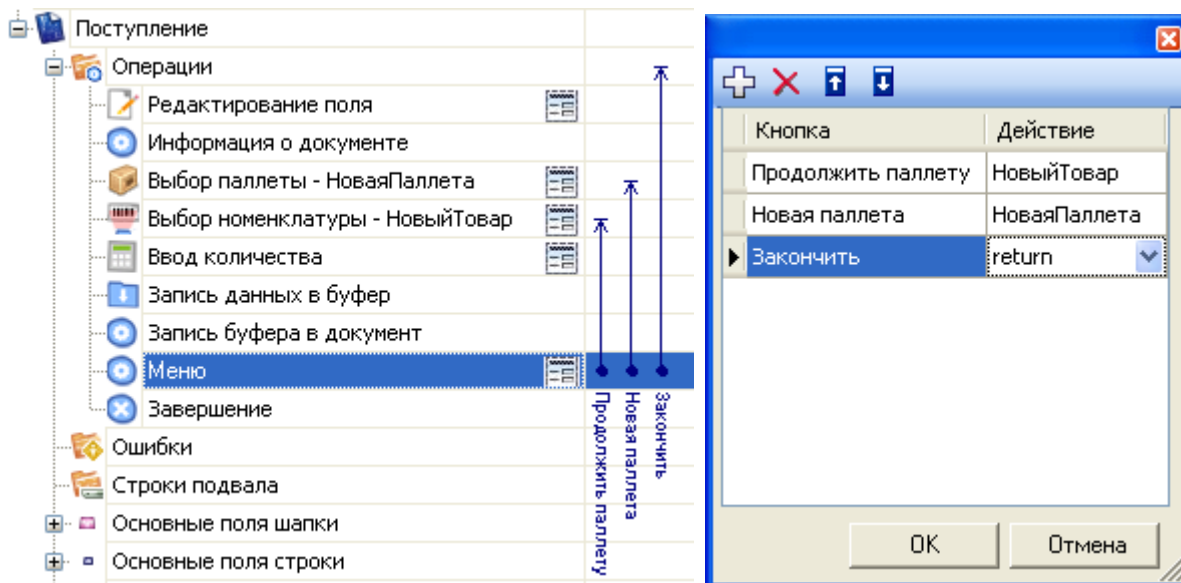 Поступление
Операции
Редактирование поля
Информация о документе
Выбор паллеты - НоваяПаллета
Выбор номенклатуры - НовыйТовар
Ввод количества
Запись данных в буфер
Запись буфера в документ
Меню
Завершение
Ошибки
Строки подвала
Основные поля шапки
Основные поля строки
Продолжить паллету
Новая паллета
Закончить
Кнопка Действие
Продолжить паллету НовыйТовар
Новая паллета НоваяПаллета
Закончить return
OK Отмена